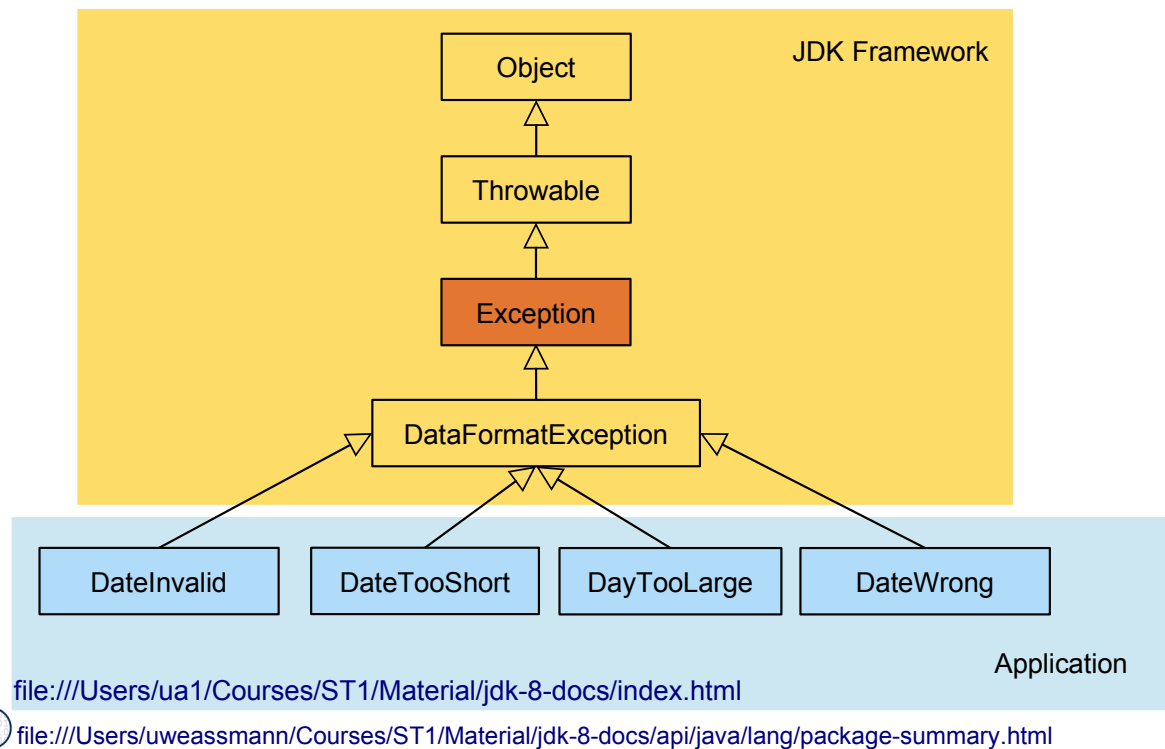 JDK Framework
Object
Throwable
Exception
DataFormatException
DateInvalid
DateTooShort
DayTooLarge
DateWrong
Application
file:///Users/ua1/Courses/ST1/Material/jdk-8-docs/index.html
file:///Users/uweassmann/Courses/ST1/Material/jdk-8-docs/api/java/lang/package-summary.html